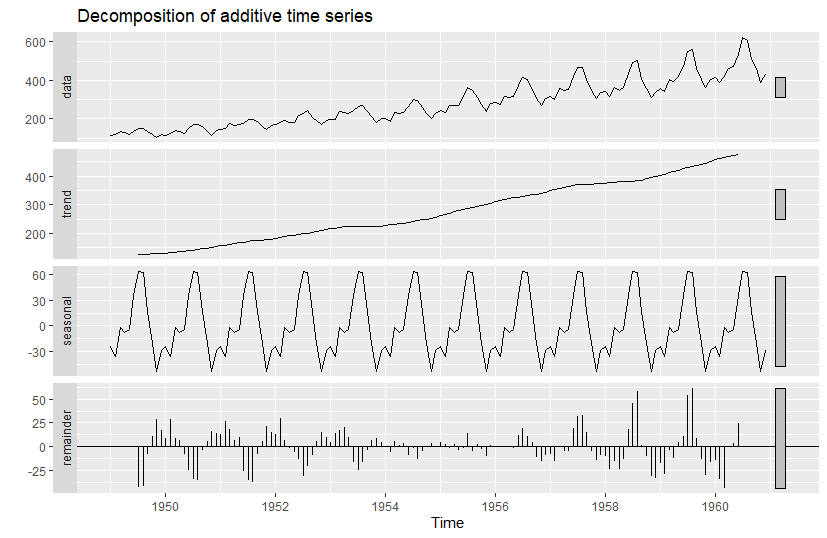 Decomposition of additive time series
600
400
200
data
400
300
200
trend
60
30
0
-30
seasonal
50
25
0
-25
remainder
1950 1952 1954 1956 1958 1960
Time